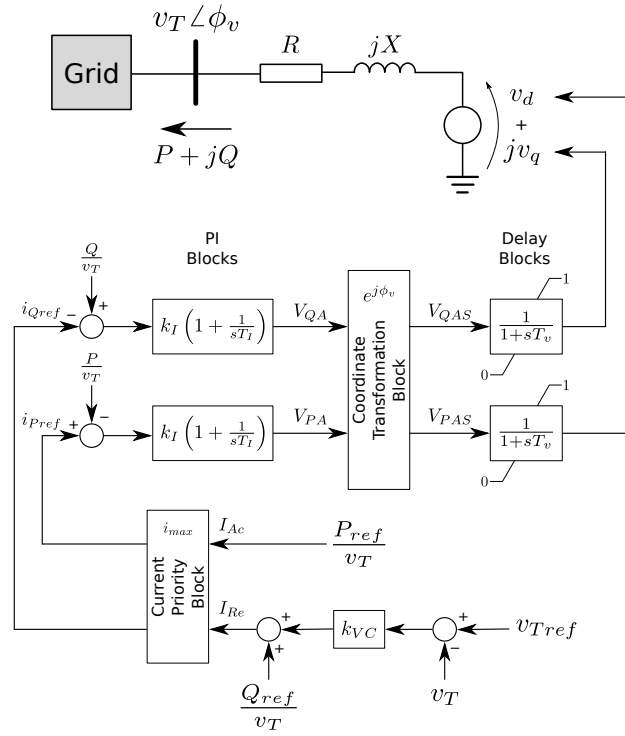 v_T∠ϕ_v
R
jX
Grid
v_d
+
jv_q
P + jQ
PI
Blocks
Delay
Blocks
Q/v_T
i_Qref
−
+
k_I (1 + 1/(sT_I))
V_QA
e^{jϕ_v}
Coordinate
Transformation
Block
V_QAS
1/(1+sT_v)
1
0
P/v_T
i_Pref
+
−
k_I (1 + 1/(sT_I))
V_PA
V_PAS
1/(1+sT_v)
1
0
i_max
Current
Priority
Block
I_Ac
P_ref/v_T
I_Re
+
+
k_VC
+
−
v_Tref
Q_ref/v_T
v_T